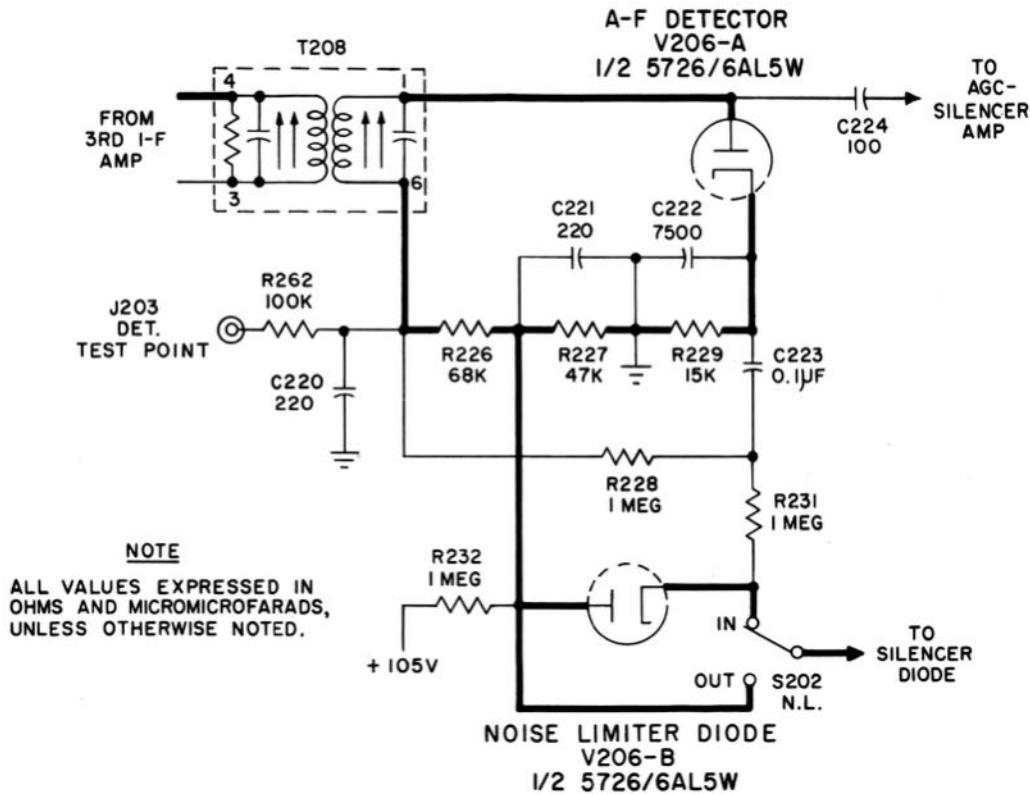 A-F DETECTOR
V206-A
1/2 5726/6AL5W
T208
4
1
3
6
FROM
3RD I-F
AMP
TO
AGC-
SILENCER
AMP
C224
100
C221
220
C222
7500
R262
100K
J203
DET.
TEST POINT
C220
220
R226
68K
R227
47K
R229
15K
C223
0.1µF
R228
1 MEG
R231
1 MEG
NOTE
ALL VALUES EXPRESSED IN
OHMS AND MICROMICROFARADS,
UNLESS OTHERWISE NOTED.
R232
1 MEG
+105V
IN
OUT
S202
N.L.
TO
SILENCER
DIODE
NOISE LIMITER DIODE
V206-B
1/2 5726/6AL5W